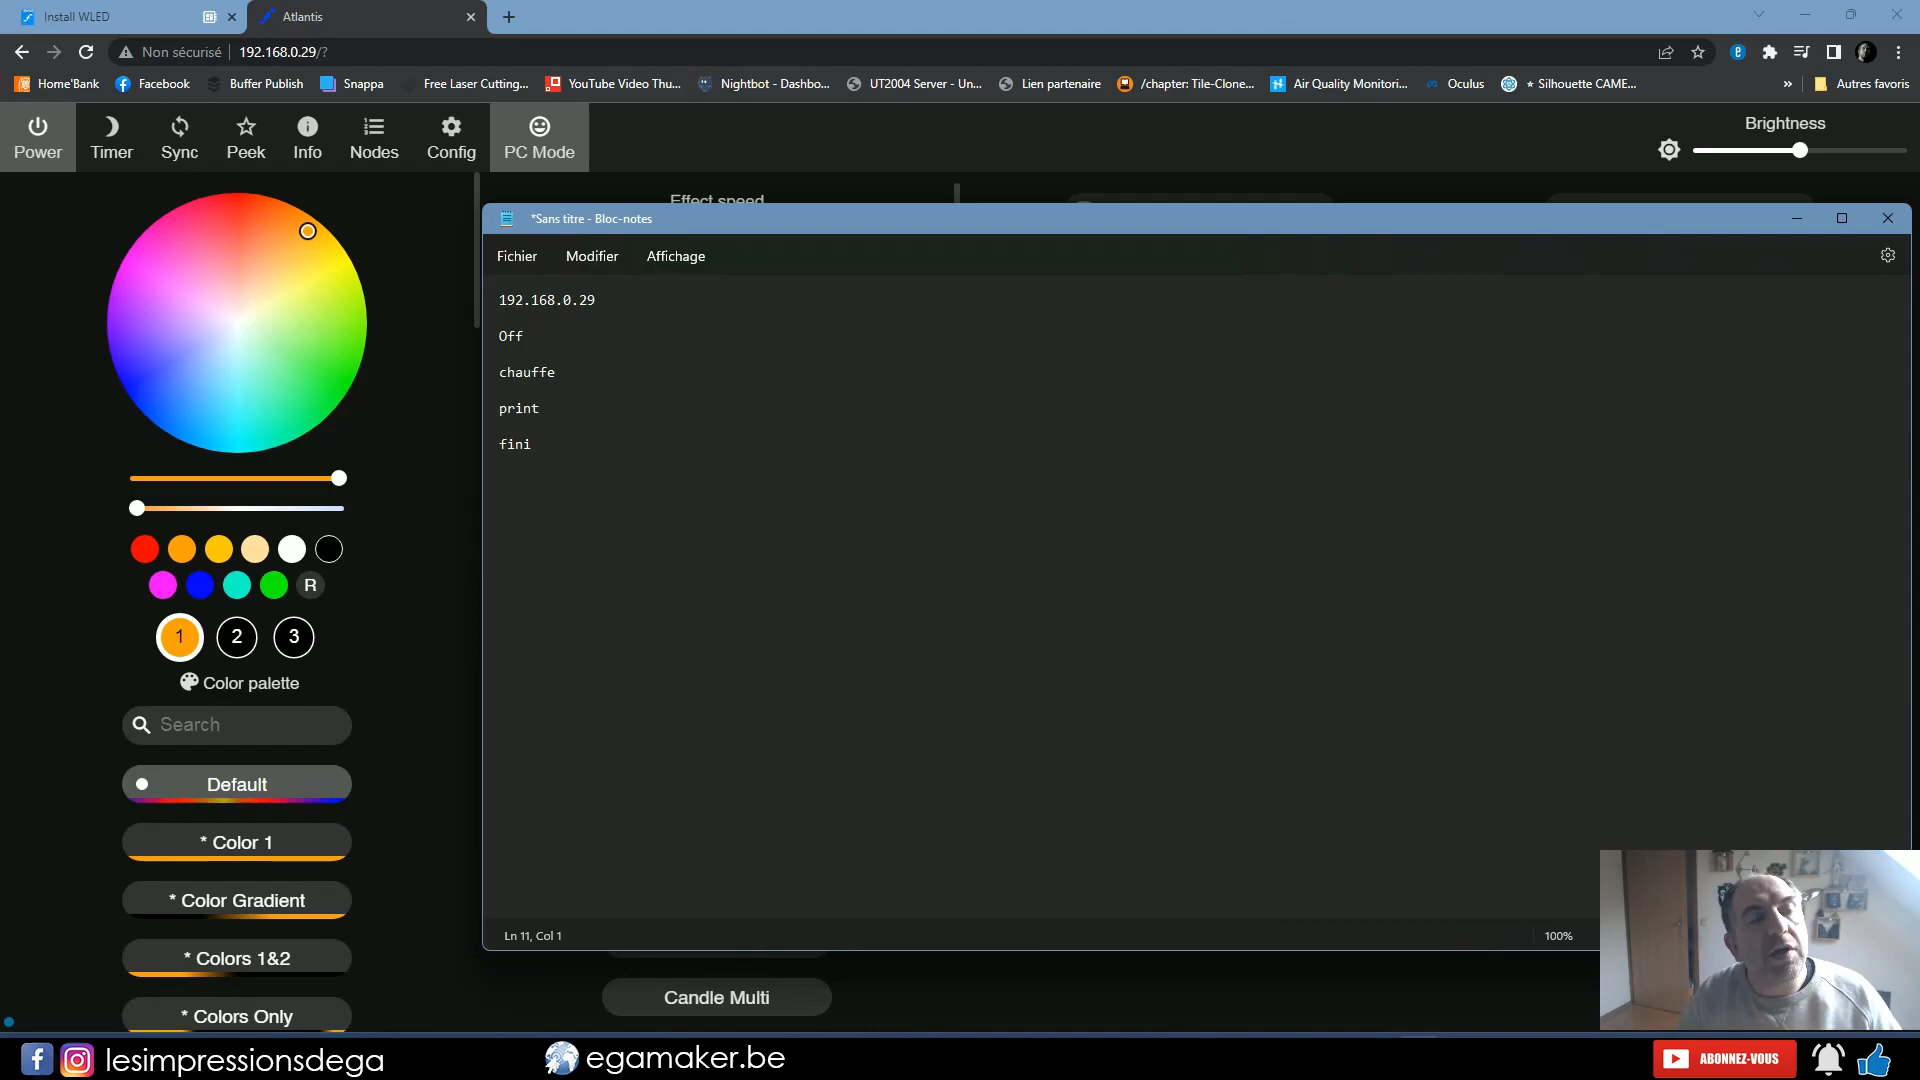 Install WLED
Atlantis
Non sécurisé
192.168.0.29/?
Home'Bank
Facebook
Buffer Publish
Snappa
Free Laser Cutting...
YouTube Video Thu...
Nightbot - Dashbo...
UT2004 Server - Un...
Lien partenaire
/chapter: Tile-Clone...
Air Quality Monitori...
Oculus
★ Silhouette CAME...
»
Autres favoris
Power
Timer
Sync
Peek
Info
Nodes
Config
PC Mode
Brightness
Effect speed
*Sans titre - Bloc-notes
Fichier
Modifier
Affichage
192.168.0.29
Off
chauffe
print
fini
R
1
2
3
Color palette
Search
Default
* Color 1
* Color Gradient
* Colors 1&2
* Colors Only
Ln 11, Col 1
100%
Candle Multi
lesimpressionsdega
egamaker.be
ABONNEZ-VOUS